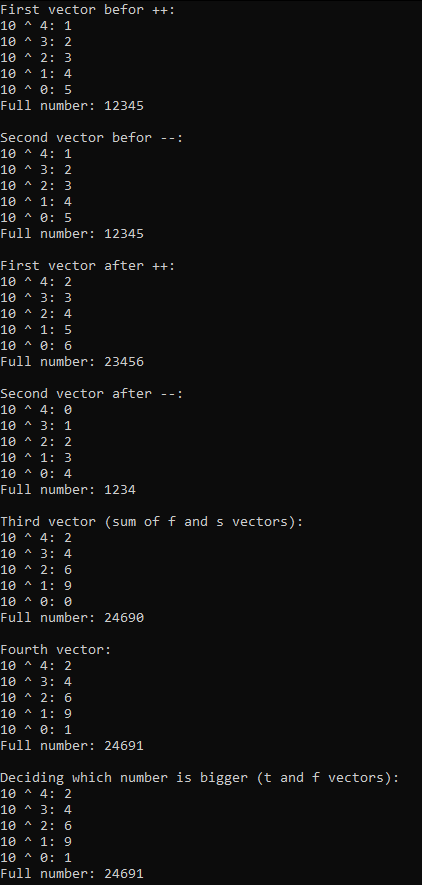 First vector befor ++:
10 ^ 4: 1
10 ^ 3: 2
10 ^ 2: 3
10 ^ 1: 4
10 ^ 0: 5
Full number: 12345
Second vector befor --:
10 ^ 4: 1
10 ^ 3: 2
10 ^ 2: 3
10 ^ 1: 4
10 ^ 0: 5
Full number: 12345
First vector after ++:
10 ^ 4: 2
10 ^ 3: 3
10 ^ 2: 4
10 ^ 1: 5
10 ^ 0: 6
Full number: 23456
Second vector after --:
10 ^ 4: 0
10 ^ 3: 1
10 ^ 2: 2
10 ^ 1: 3
10 ^ 0: 4
Full number: 1234
Third vector (sum of f and s vectors):
10 ^ 4: 2
10 ^ 3: 4
10 ^ 2: 6
10 ^ 1: 9
10 ^ 0: 0
Full number: 24690
Fourth vector:
10 ^ 4: 2
10 ^ 3: 4
10 ^ 2: 6
10 ^ 1: 9
10 ^ 0: 1
Full number: 24691
Deciding which number is bigger (t and f vectors):
10 ^ 4: 2
10 ^ 3: 4
10 ^ 2: 6
10 ^ 1: 9
10 ^ 0: 1
Full number: 24691